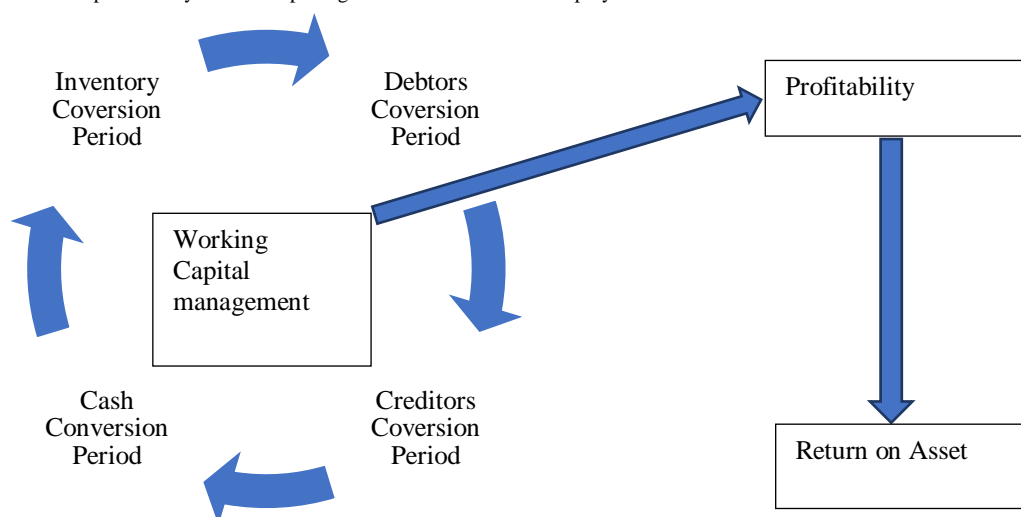 Inventory
Coversion
Period
Debtors
Coversion
Period
Profitability
Working
Capital
management
Cash
Conversion
Period
Creditors
Coversion
Period
Return on Asset